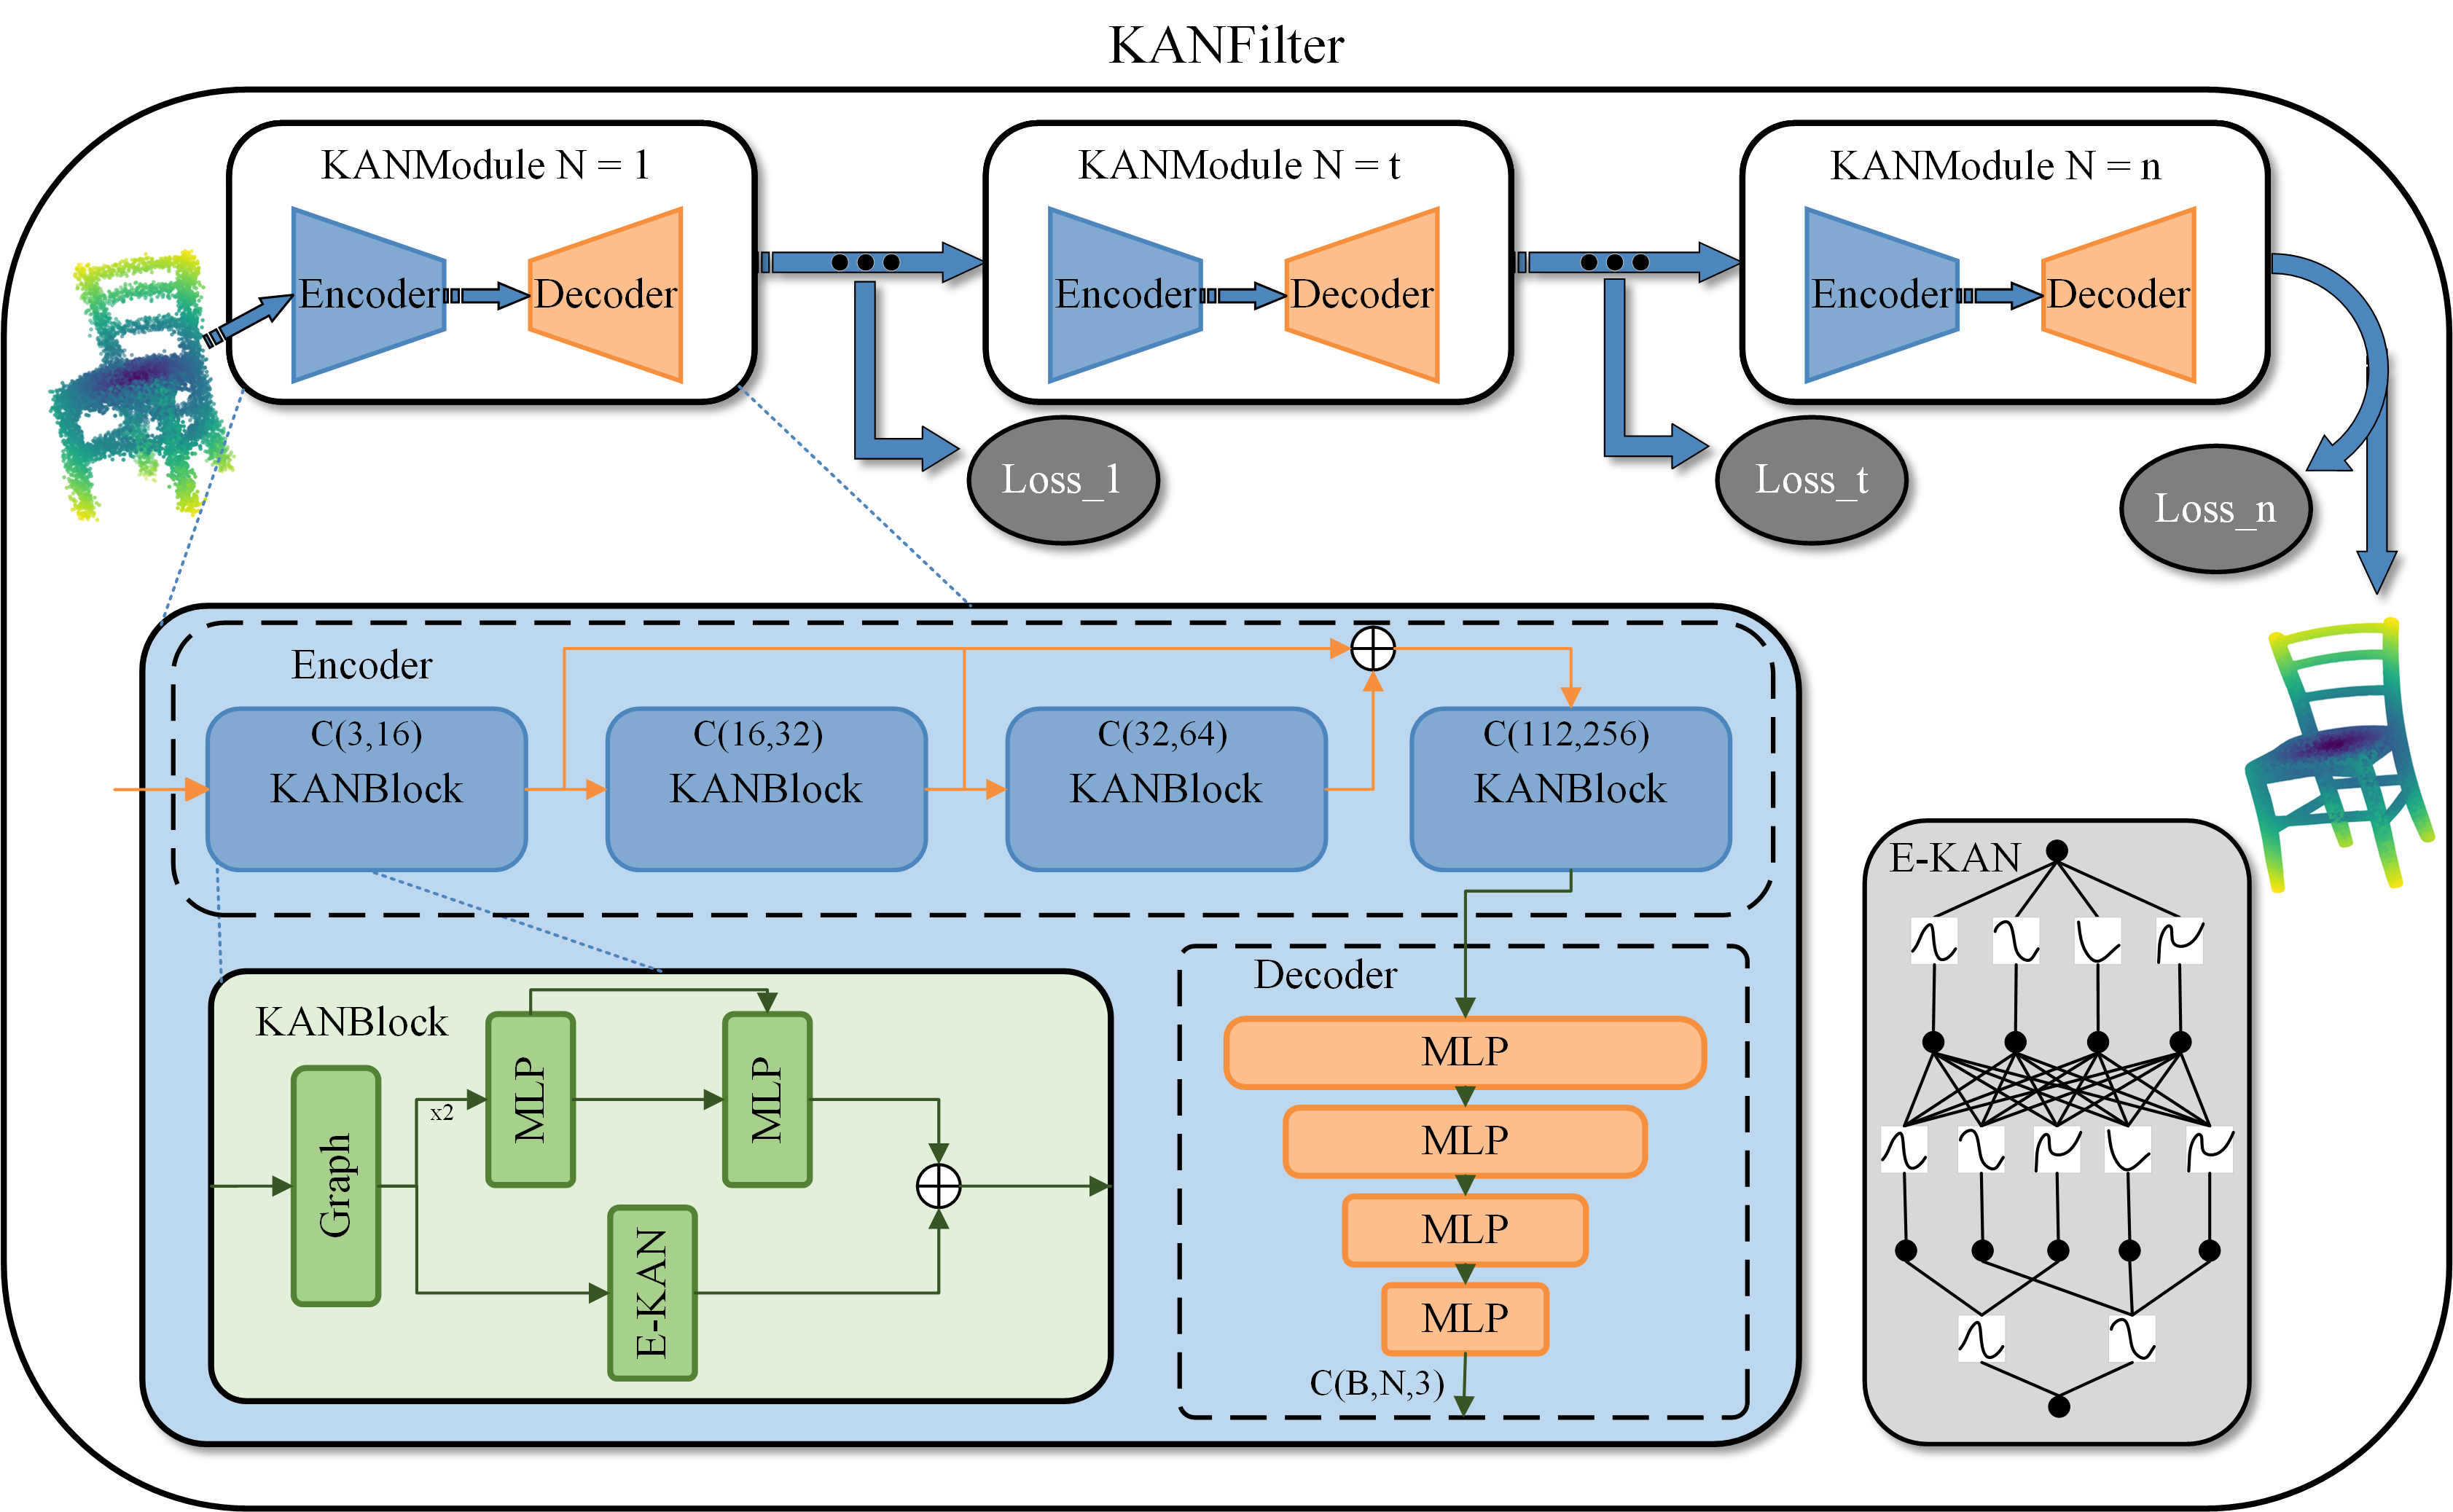 KANFilter
KANModule N = 1
KANModule N = t
KANModule N = n
Encoder
Decoder
Encoder
Decoder
Encoder
Decoder
Loss_1
Loss_t
Loss_n
Encoder
C(3,16)
KANBlock
C(16,32)
KANBlock
C(32,64)
KANBlock
C(112,256)
KANBlock
KANBlock
Graph
x2
MLP
MLP
E-KAN
Decoder
MLP
MLP
MLP
MLP
C(B,N,3)
E-KAN